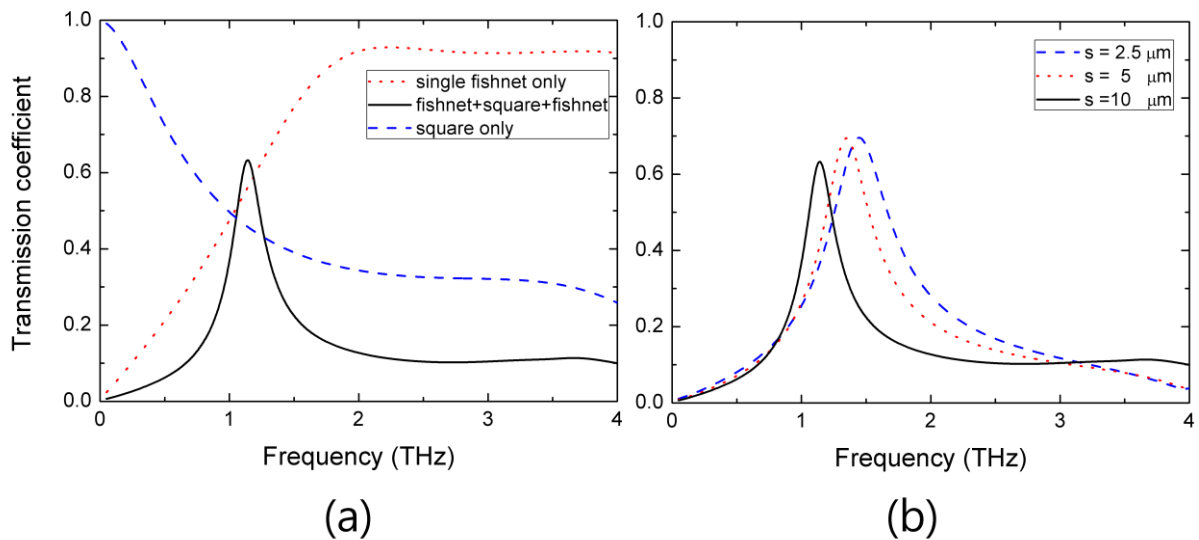 Transmission coefficient
1.0
0.8
0.6
0.4
0.2
0.0
single fishnet only
fishnet+square+fishnet
square only
0 1 2 3 4
Frequency (THz)
(a)
1.0
0.8
0.6
0.4
0.2
0.0
s = 2.5 μm
s = 5 μm
s =10 μm
0 1 2 3 4
Frequency (THz)
(b)